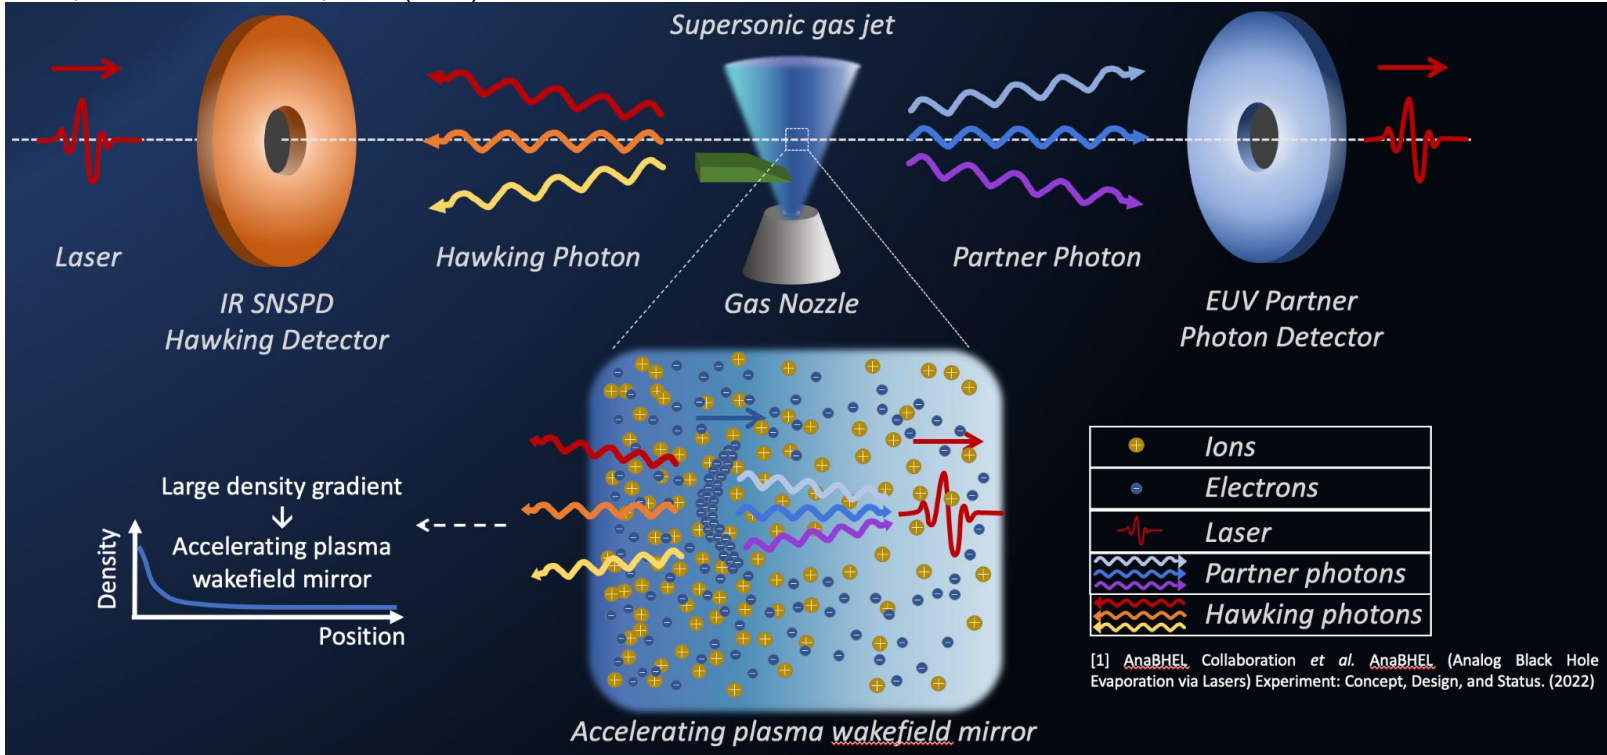 Supersonic gas jet
Laser
Hawking Photon
Gas Nozzle
Partner Photon
IR SNSPD
Hawking Detector
EUV Partner
Photon Detector
Large density gradient
Accelerating plasma
wakefield mirror
Density
Position
Ions
Electrons
Laser
Partner photons
Hawking photons
[1] AnaBHEL Collaboration et al. AnaBHEL (Analog Black Hole
Evaporation via Lasers) Experiment: Concept, Design, and Status. (2022)
Accelerating plasma wakefield mirror